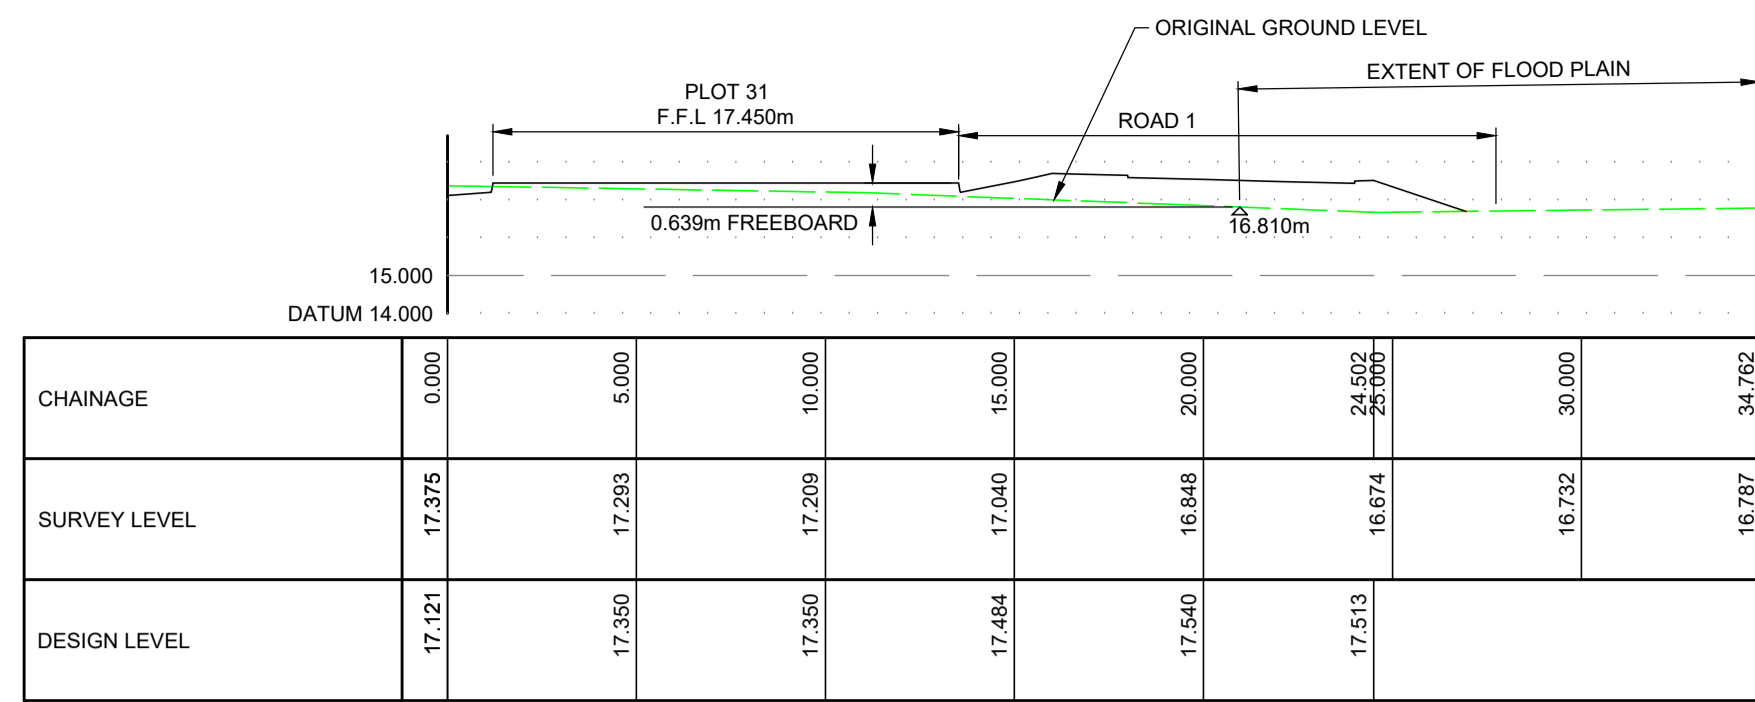 ORIGINAL GROUND LEVEL
EXTENT OF FLOOD PLAIN
PLOT 31
F.F.L 17.450m
ROAD 1
0.639m FREEBOARD
16.810m
15.000
DATUM 14.000
CHAINAGE 0.000 5.000 10.000 15.000 20.000 24.502 25.000 30.000 34.762
SURVEY LEVEL 17.375 17.293 17.209 17.040 16.848 16.674 16.732 16.787
DESIGN LEVEL 17.121 17.350 17.350 17.484 17.540 17.513